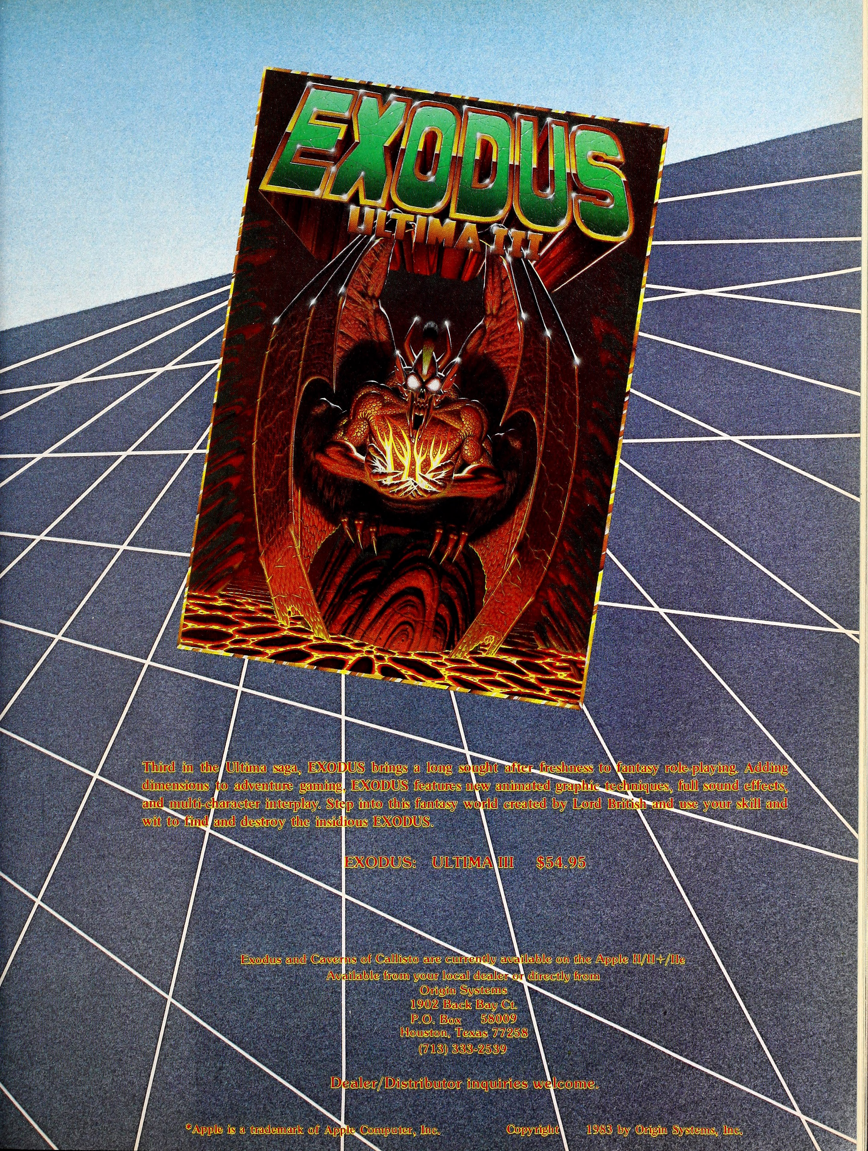 EXODUS
ULTIMA III
Third in the Ultima saga, EXODUS brings a long sought after freshness to fantasy role-playing. Adding
dimensions to adventure gaming, EXODUS features new animated graphic techniques, full sound effects,
and multi-character interplay. Step into this fantasy world created by Lord British and use your skill and
wit to find and destroy the insidious EXODUS.
EXODUS: ULTIMA III $54.95
Exodus and Caverns of Callisto are currently available on the Apple II/II+/IIe
Available from your local dealer or directly from
Origin Systems
1902 Back Bay Ct.
P.O. Box 58009
Houston, Texas 77258
(713) 333-2539
Dealer/Distributor inquiries welcome.
©Apple is a trademark of Apple Computer, Inc. Copyright 1983 by Origin Systems, Inc.